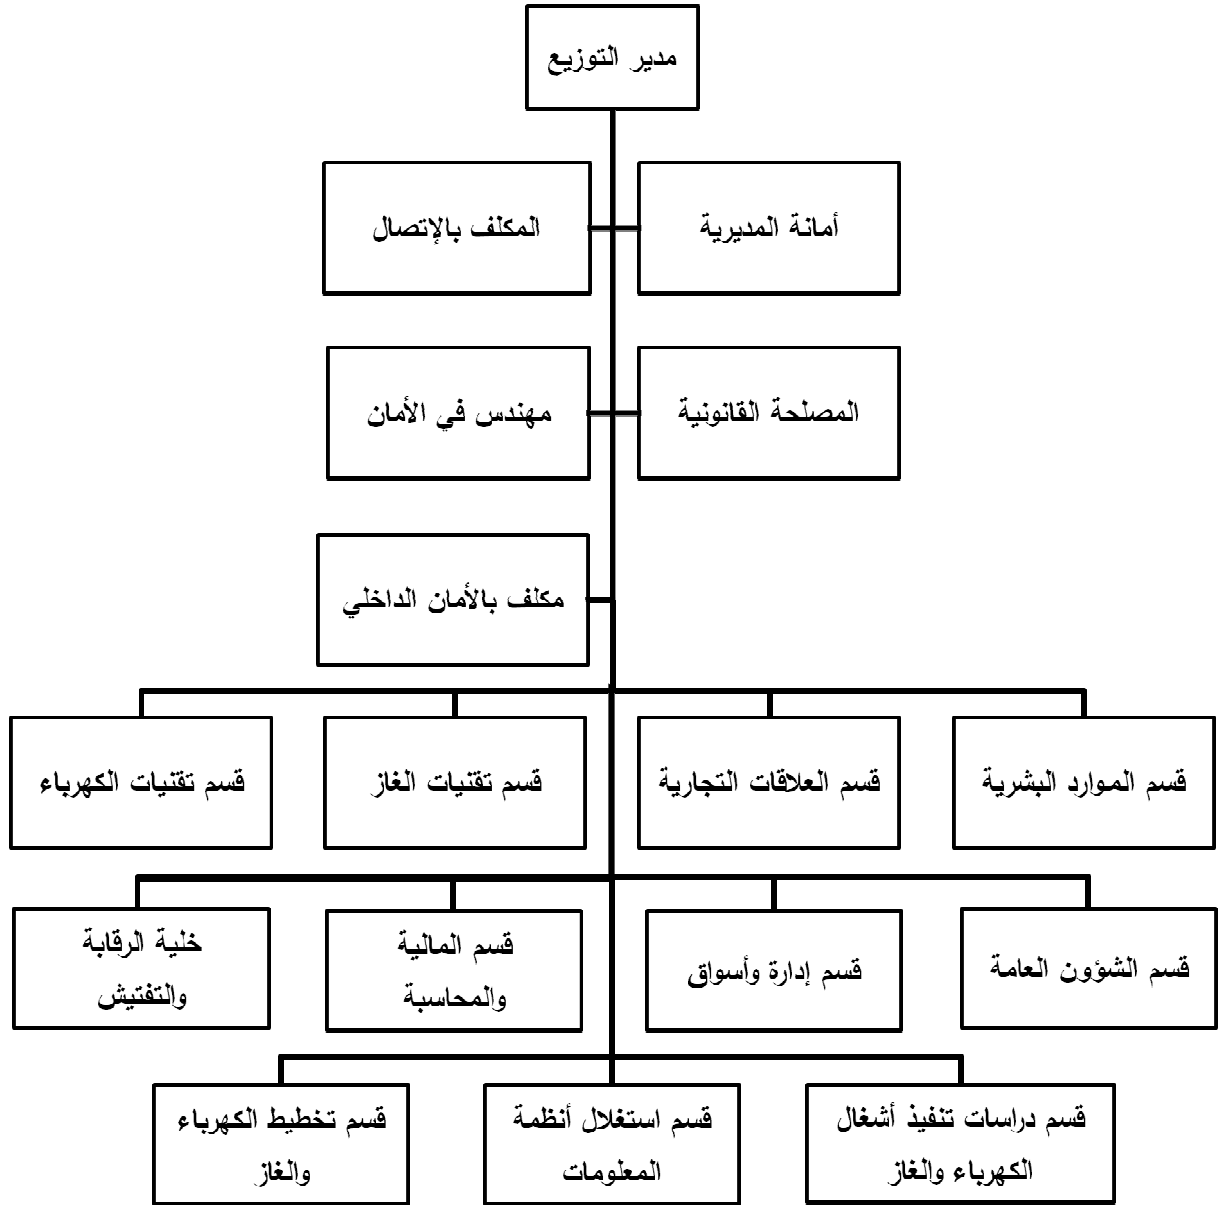 مدير التوزيع
أمانة المديرية
المكلف بالإتصال
المصلحة القانونية
مهندس في الأمان
مكلف بالأمان الداخلي
قسم الموارد البشرية
قسم العلاقات التجارية
قسم تقنيات الغاز
قسم تقنيات الكهرباء
قسم الشؤون العامة
قسم إدارة وأسواق
قسم المالية
والمحاسبة
خلية الرقابة
والتفتيش
قسم دراسات تنفيذ أشغال
الكهرباء والغاز
قسم استغلال أنظمة
المعلومات
قسم تخطيط الكهرباء
والغاز